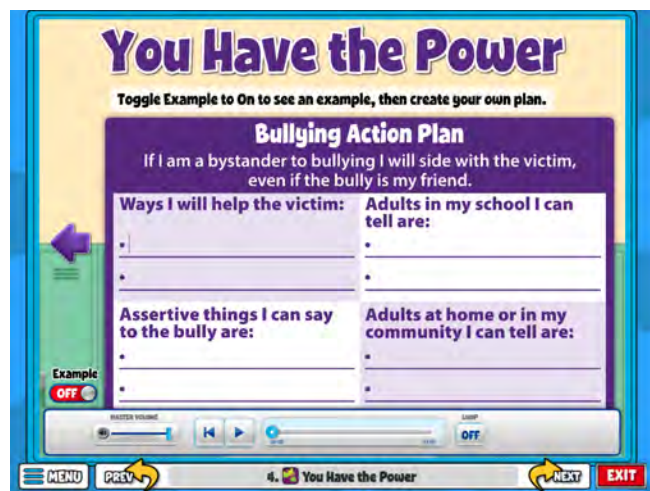 You Have the Power
Toggle Example to On to see an example, then create your own plan.
Bullying Action Plan
If I am a bystander to bullying I will side with the victim,
even if the bully is my friend.
Ways I will help the victim:
Adults in my school I can
tell are:
Assertive things I can say
to the bully are:
Adults at home or in my
community I can tell are:
Example
OFF
MASTER VOLUME
LOOP
OFF
MENU
PREV
4. You Have the Power
NEXT
EXIT